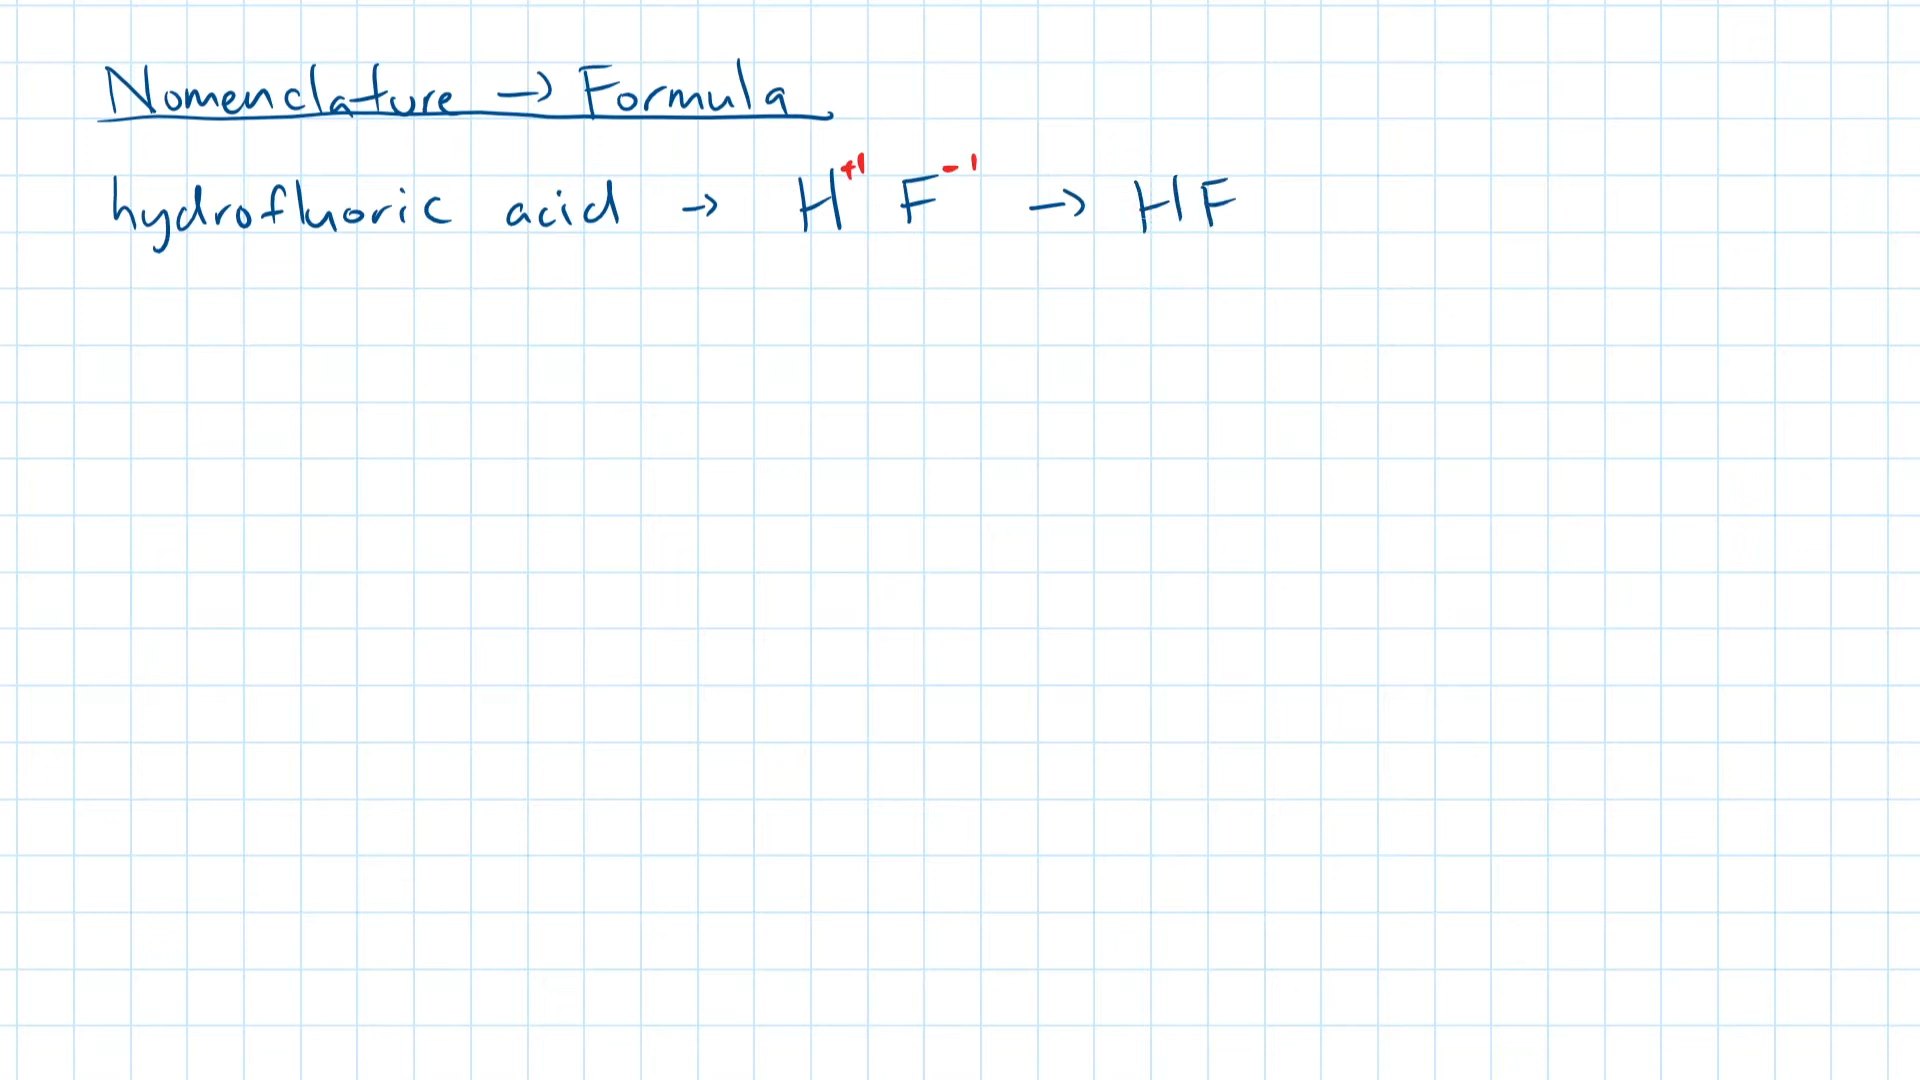 Nomenclature → Formula
hydrofluoric acid → H⁺¹ F⁻¹ → HF